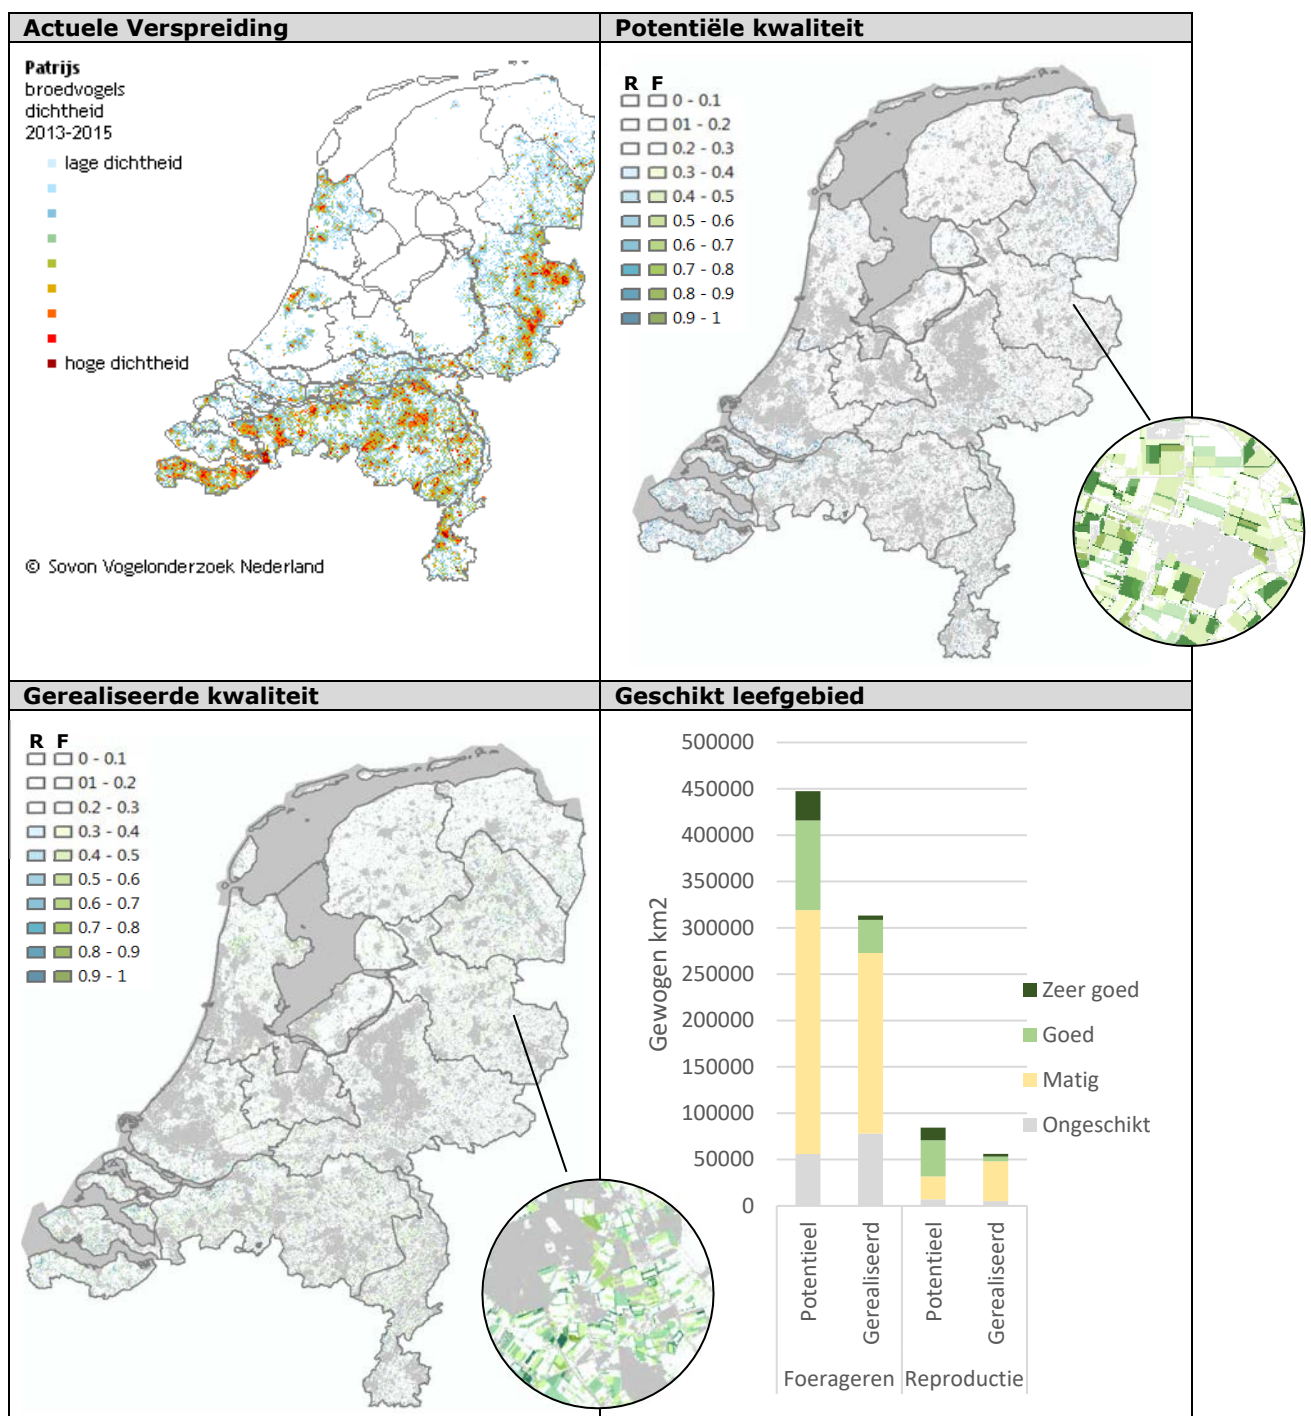 Actuele Verspreiding
Patrijs
broedvogels
dichtheid
2013-2015
lage dichtheid
hoge dichtheid
© Sovon Vogelonderzoek Nederland
Potentiële kwaliteit
R F
0 - 0.1
01 - 0.2
0.2 - 0.3
0.3 - 0.4
0.4 - 0.5
0.5 - 0.6
0.6 - 0.7
0.7 - 0.8
0.8 - 0.9
0.9 - 1
Gerealiseerde kwaliteit
R F
0 - 0.1
01 - 0.2
0.2 - 0.3
0.3 - 0.4
0.4 - 0.5
0.5 - 0.6
0.6 - 0.7
0.7 - 0.8
0.8 - 0.9
0.9 - 1
Geschikt leefgebied
Gewogen km2
500000
450000
400000
350000
300000
250000
200000
150000
100000
50000
0
Zeer goed
Goed
Matig
Ongeschikt
Potentieel
Gerealiseerd
Potentieel
Gerealiseerd
Foerageren Reproductie